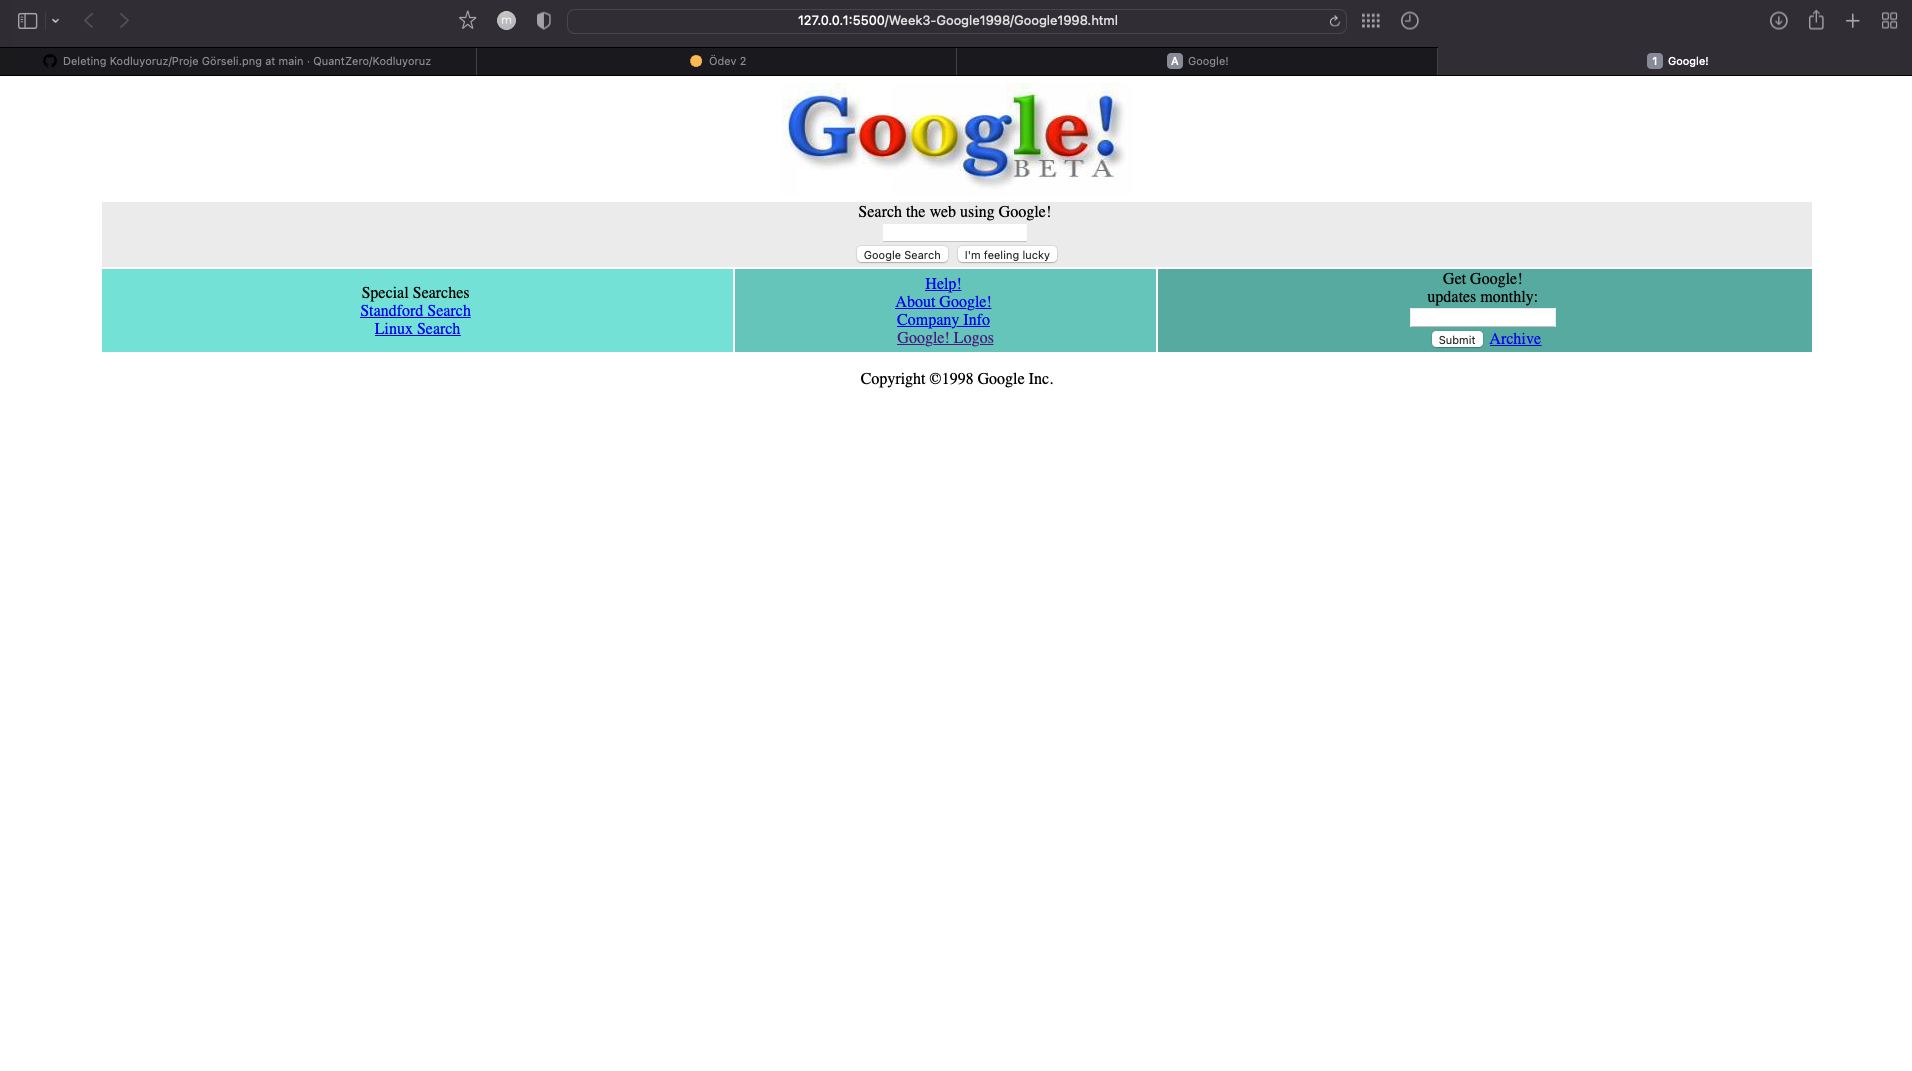 m
127.0.0.1:5500/Week3-Google1998/Google1998.html
Deleting Kodluyoruz/Proje Görseli.png at main · QuantZero/Kodluyoruz
Ödev 2
A Google!
1 Google!
Google!
BETA
Search the web using Google!
Google Search I'm feeling lucky
Special Searches
Standford Search
Linux Search
Help!
About Google!
Company Info
Google! Logos
Get Google!
updates monthly:
Submit Archive
Copyright ©1998 Google Inc.